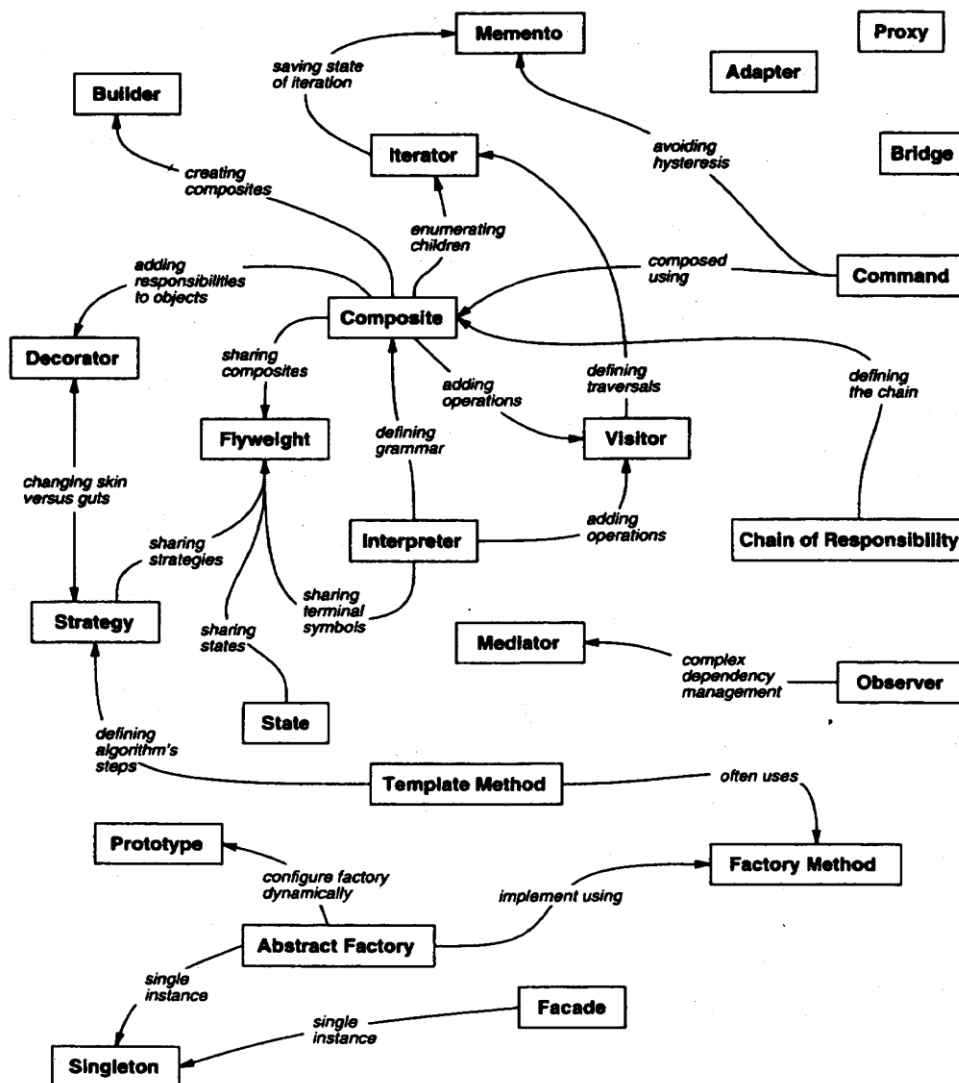 Memento
Proxy
Adapter
saving state
of iteration
Builder
Iterator
avoiding
hysteresis
Bridge
creating
composites
enumerating
children
adding
responsibilities
to objects
composed
using
Command
Composite
Decorator
sharing
composites
adding
operations
defining
traversals
defining
the chain
Flyweight
defining
grammar
Visitor
changing skin
versus guts
sharing
strategies
Interpreter
adding
operations
Chain of Responsibility
Strategy
sharing
states
sharing
terminal
symbols
Mediator
complex
dependency
management
Observer
State
defining
algorithm's
steps
Template Method
often uses
Prototype
Factory Method
configure factory
dynamically
implement using
Abstract Factory
single
instance
Facade
single
instance
Singleton